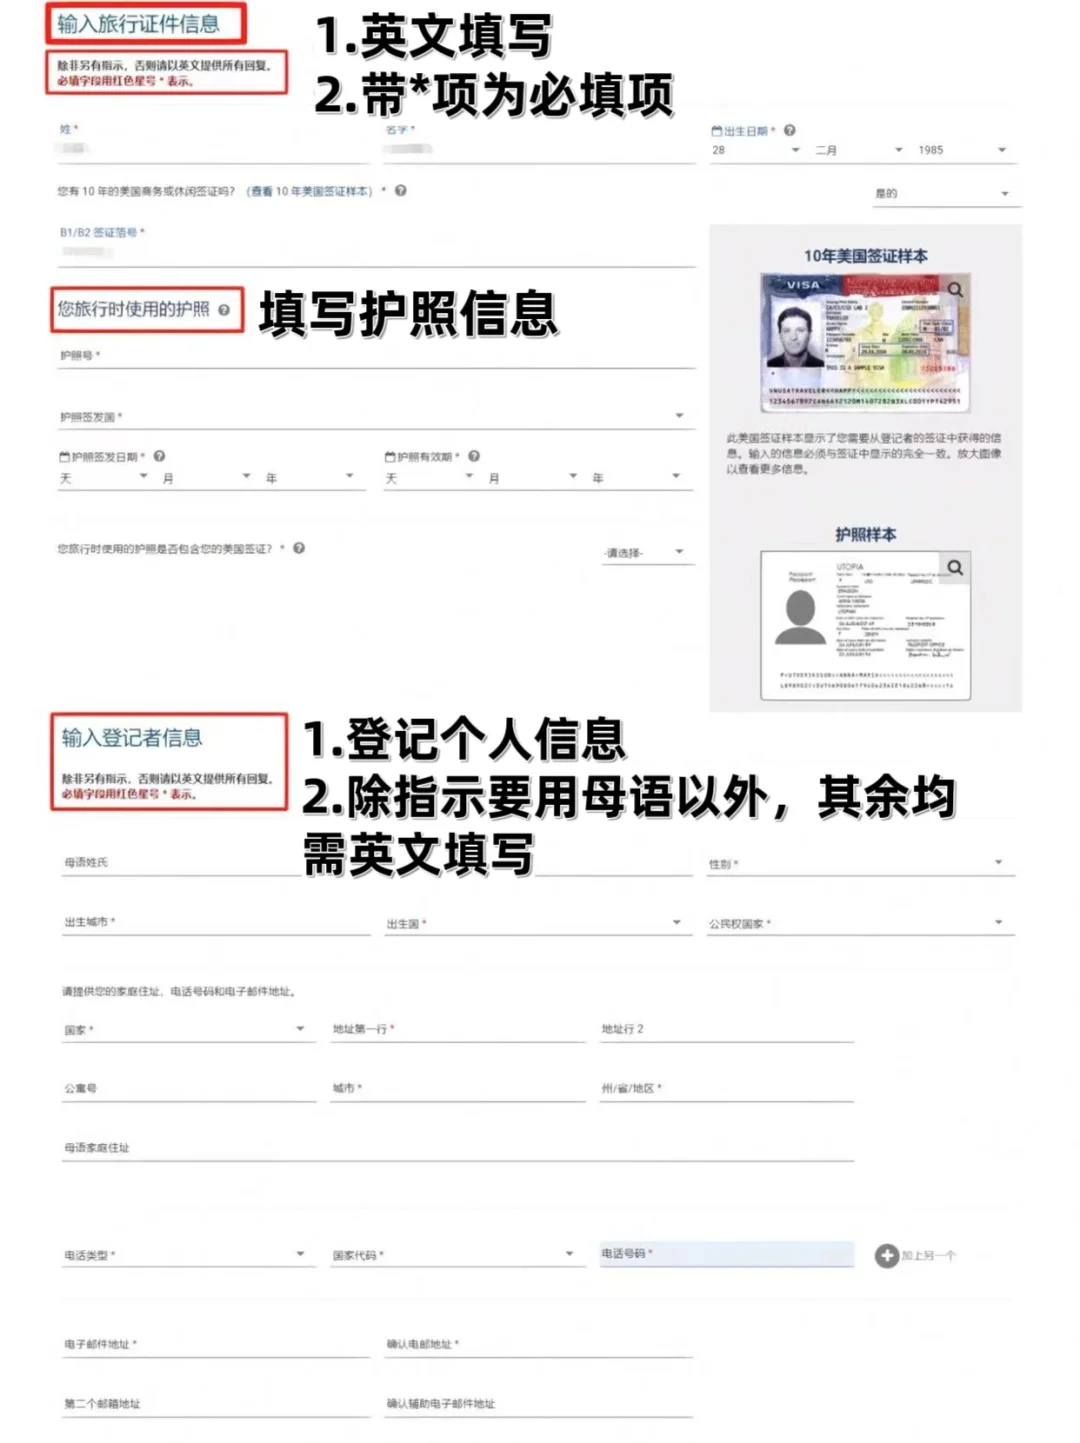 输入旅行证件信息
1.英文填写
除非另有指示，否则请以英文提供所有回复。
必填字段用红色星号 * 表示。
2.带*项为必填项
姓 *
名字 *
出生日期 *
28 二月 1985
您有 10 年的美国商务或休闲签证吗？（查看 10 年美国签证样本） *
是的
B1/B2 签证箔号 *
10年美国签证样本
VISA
您旅行时使用的护照
填写护照信息
护照号 *
THIS IS A SAMPLE VISA
护照签发国 *
此美国签证样本显示了您需要从登记者的签证中获得的信
息。输入的信息必须与签证中显示的完全一致。放大图像
以查看更多信息。
护照签发日期 *
护照有效期 *
天 月 年
天 月 年
您旅行时使用的护照是否包含您的美国签证？ *
-请选择-
护照样本
UTOPIA
输入登记者信息
除非另有指示，否则请以英文提供所有回复。
必填字段用红色星号 * 表示。
1.登记个人信息
2.除指示要用母语以外，其余均
需英文填写
母语姓氏
性别 *
出生城市 *
出生国 *
公民权国家 *
请提供您的家庭住址、电话号码和电子邮件地址。
国家 *
地址第一行 *
地址行 2
公寓号
城市 *
州/省/地区 *
母语家庭住址
电话类型 *
国家代码 *
电话号码 *
加上另一个
电子邮件地址 *
确认电邮地址 *
第二个邮箱地址
确认辅助电子邮件地址